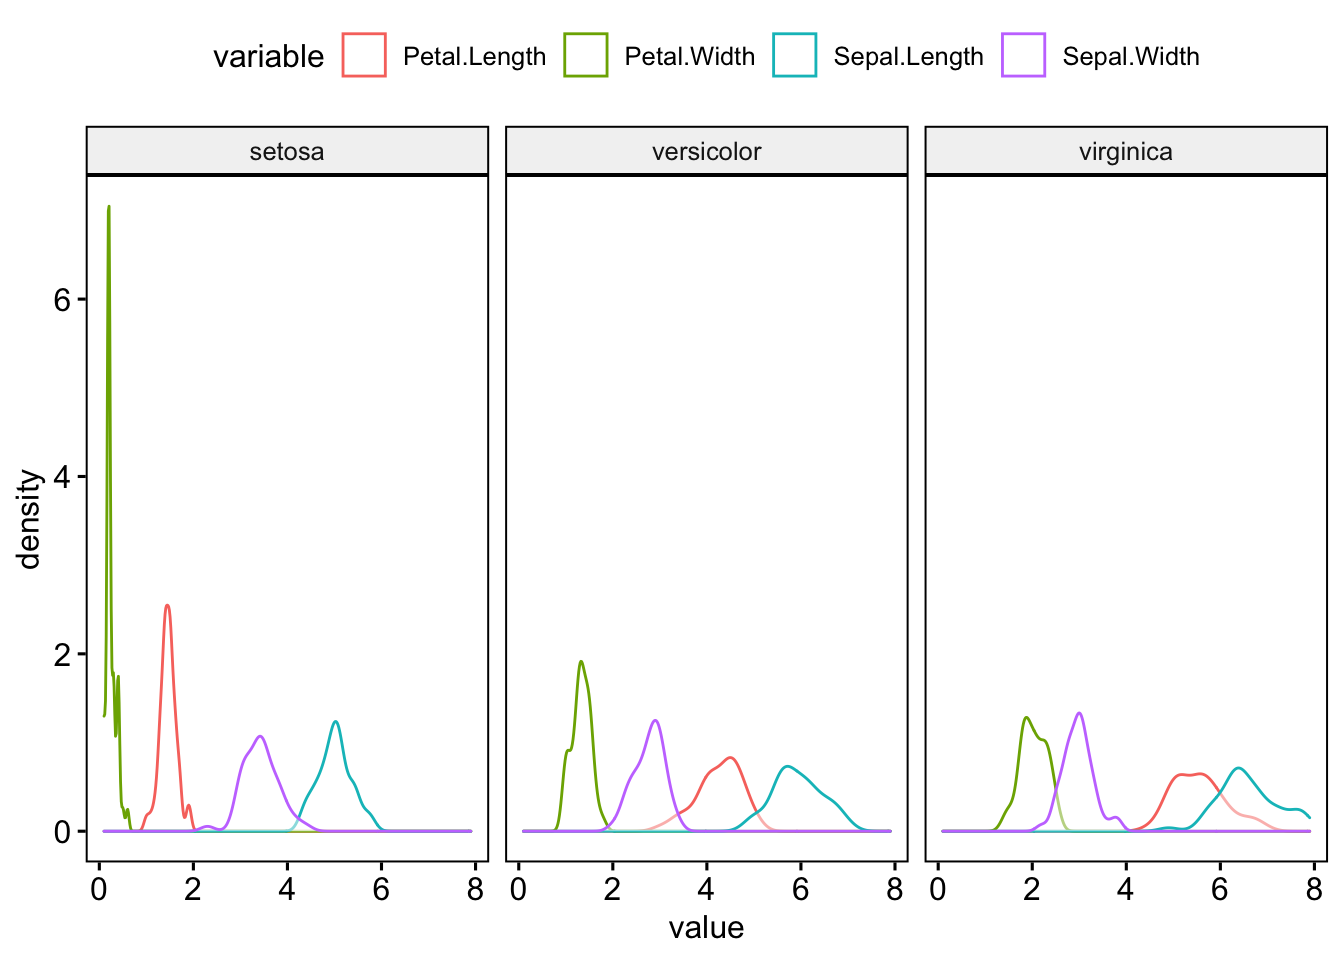 variable Petal.Length Petal.Width Sepal.Length Sepal.Width
setosa versicolor virginica
density
6
4
2
0
0 2 4 6 8 0 2 4 6 8 0 2 4 6 8
value